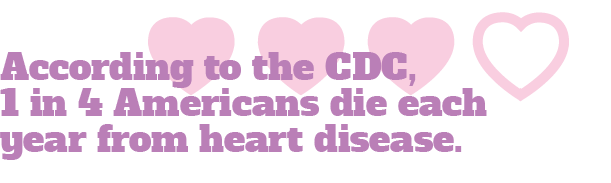 According to the CDC,
1 in 4 Americans die each
year from heart disease.